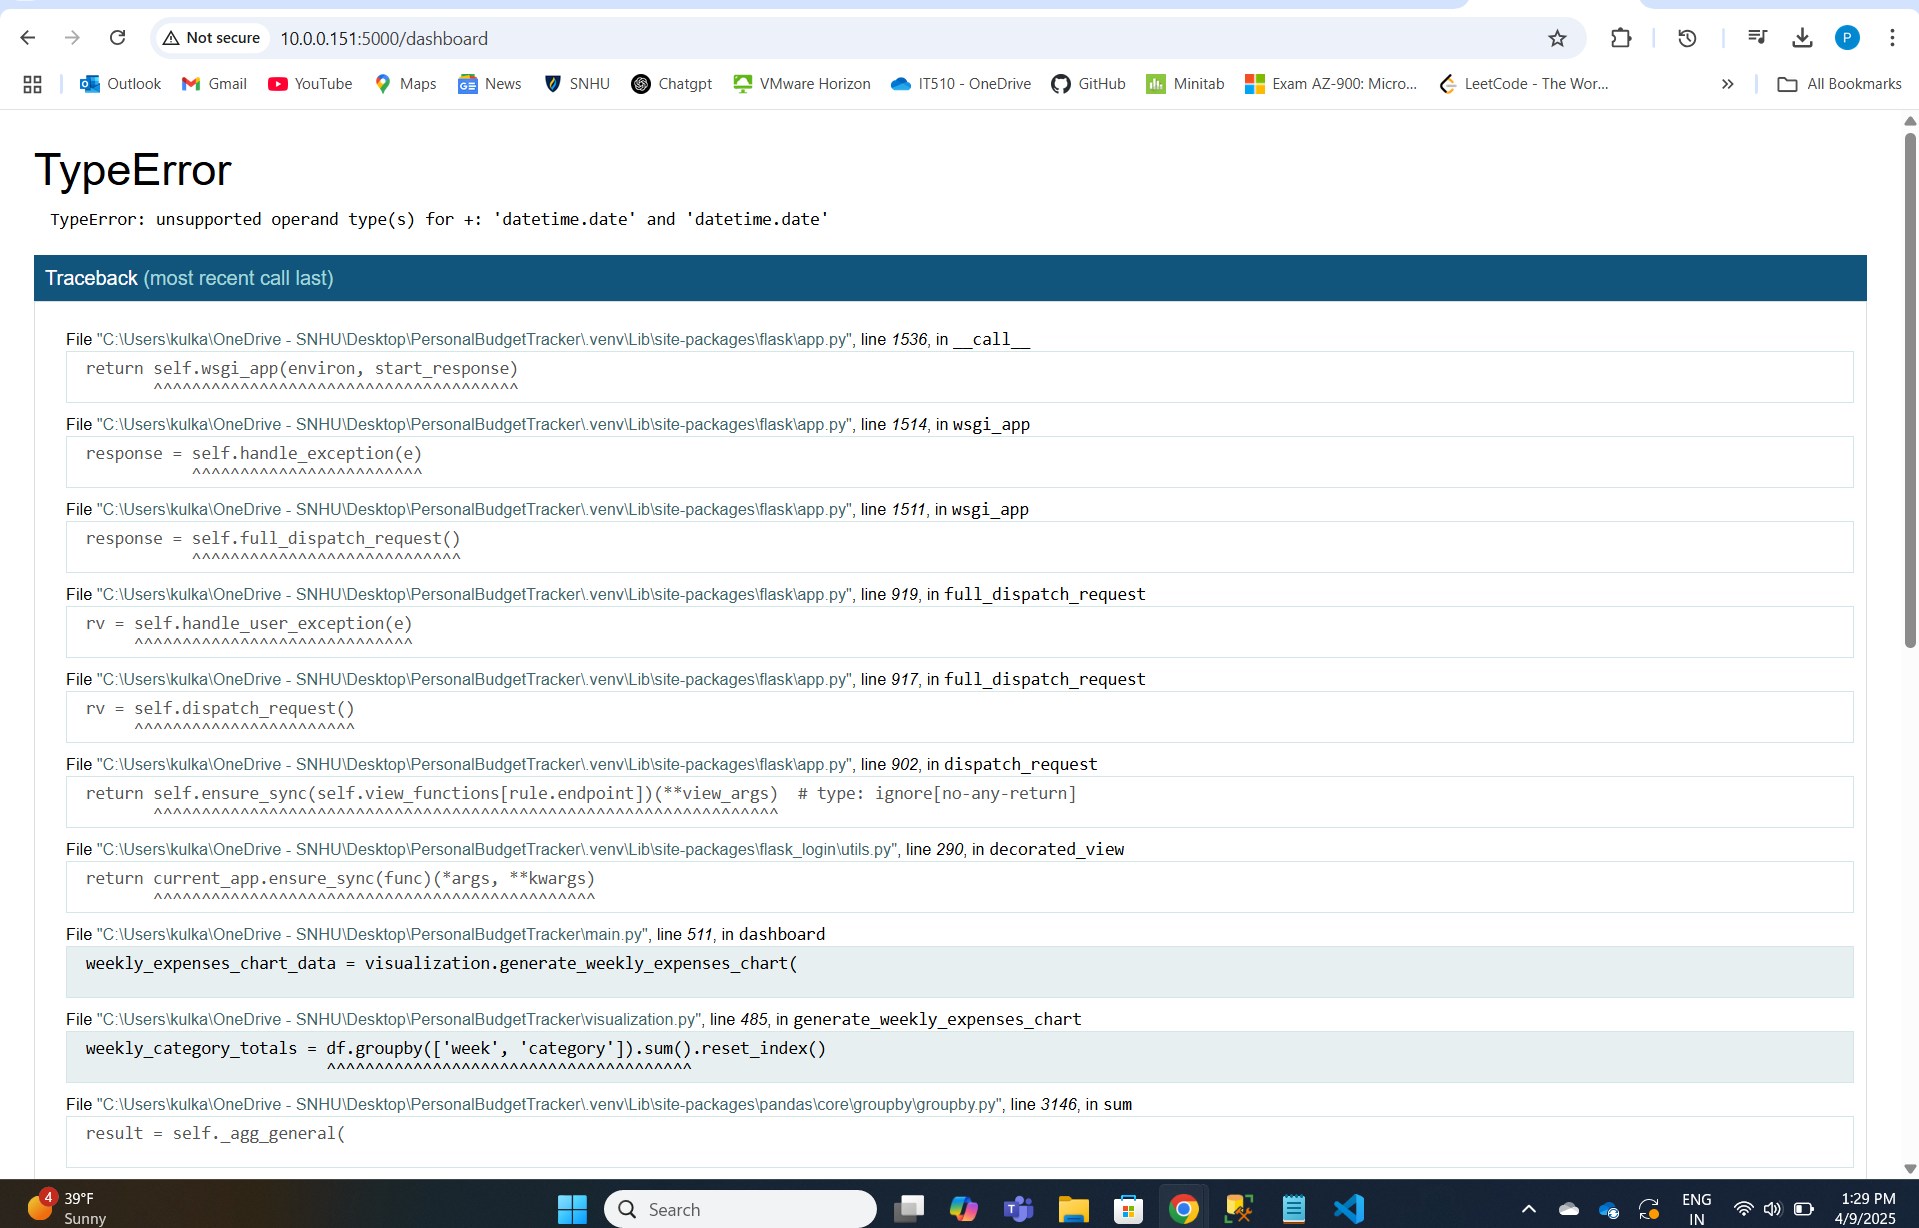 Not secure
10.0.0.151:5000/dashboard
P
Outlook
Gmail
YouTube
Maps
News
SNHU
Chatgpt
VMware Horizon
IT510 - OneDrive
GitHub
Minitab
Exam AZ-900: Micro...
LeetCode - The Wor...
»
All Bookmarks
TypeError
TypeError: unsupported operand type(s) for +: 'datetime.date' and 'datetime.date'
Traceback (most recent call last)
File "C:\Users\kulka\OneDrive - SNHU\Desktop\PersonalBudgetTracker\.venv\Lib\site-packages\flask\app.py", line 1536, in __call__
return self.wsgi_app(environ, start_response)
^^^^^^^^^^^^^^^^^^^^^^^^^^^^^^^^^^^^^^
File "C:\Users\kulka\OneDrive - SNHU\Desktop\PersonalBudgetTracker\.venv\Lib\site-packages\flask\app.py", line 1514, in wsgi_app
response = self.handle_exception(e)
^^^^^^^^^^^^^^^^^^^^^^^^
File "C:\Users\kulka\OneDrive - SNHU\Desktop\PersonalBudgetTracker\.venv\Lib\site-packages\flask\app.py", line 1511, in wsgi_app
response = self.full_dispatch_request()
^^^^^^^^^^^^^^^^^^^^^^^^^^^^
File "C:\Users\kulka\OneDrive - SNHU\Desktop\PersonalBudgetTracker\.venv\Lib\site-packages\flask\app.py", line 919, in full_dispatch_request
rv = self.handle_user_exception(e)
^^^^^^^^^^^^^^^^^^^^^^^^^^^^^
File "C:\Users\kulka\OneDrive - SNHU\Desktop\PersonalBudgetTracker\.venv\Lib\site-packages\flask\app.py", line 917, in full_dispatch_request
rv = self.dispatch_request()
^^^^^^^^^^^^^^^^^^^^^^^
File "C:\Users\kulka\OneDrive - SNHU\Desktop\PersonalBudgetTracker\.venv\Lib\site-packages\flask\app.py", line 902, in dispatch_request
return self.ensure_sync(self.view_functions[rule.endpoint])(**view_args)  # type: ignore[no-any-return]
^^^^^^^^^^^^^^^^^^^^^^^^^^^^^^^^^^^^^^^^^^^^^^^^^^^^^^^^^^^^^^^^^
File "C:\Users\kulka\OneDrive - SNHU\Desktop\PersonalBudgetTracker\.venv\Lib\site-packages\flask_login\utils.py", line 290, in decorated_view
return current_app.ensure_sync(func)(*args, **kwargs)
^^^^^^^^^^^^^^^^^^^^^^^^^^^^^^^^^^^^^^^^^^^^^^
File "C:\Users\kulka\OneDrive - SNHU\Desktop\PersonalBudgetTracker\main.py", line 511, in dashboard
weekly_expenses_chart_data = visualization.generate_weekly_expenses_chart(
File "C:\Users\kulka\OneDrive - SNHU\Desktop\PersonalBudgetTracker\visualization.py", line 485, in generate_weekly_expenses_chart
weekly_category_totals = df.groupby(['week', 'category']).sum().reset_index()
^^^^^^^^^^^^^^^^^^^^^^^^^^^^^^^^^^^^^^
File "C:\Users\kulka\OneDrive - SNHU\Desktop\PersonalBudgetTracker\.venv\Lib\site-packages\pandas\core\groupby\groupby.py", line 3146, in sum
result = self._agg_general(
4
39°F
Sunny
Search
ENG
IN
1:29 PM
4/9/2025